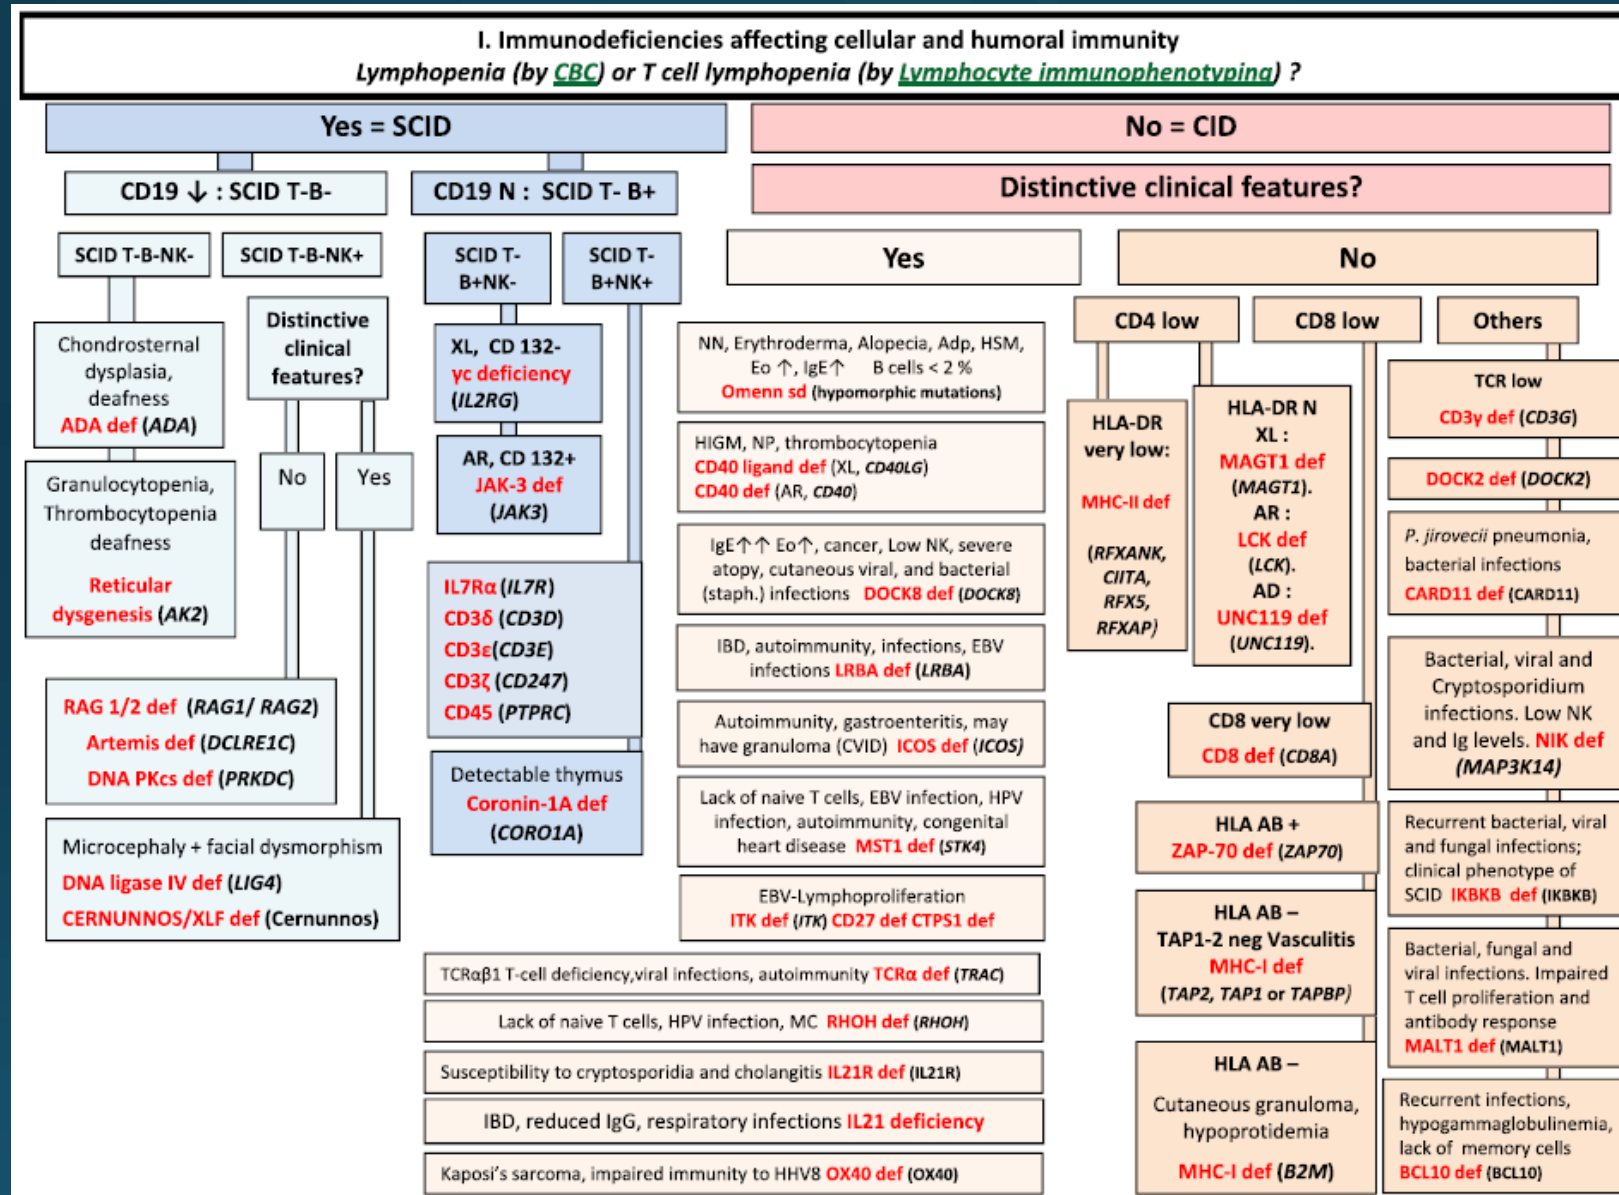 I. Immunodeficiencies affecting cellular and humoral immunity
Lymphopenia (by CBC) or T cell lymphopenia (by Lymphocyte immunophenotyping) ?
Yes = SCID
CD19 ↓ : SCID T-B-
CD19 N : SCID T- B+
SCID T-B-NK-
SCID T-B-NK+
SCID T-
B+NK-
SCID T-
B+NK+
Chondrosternal
dysplasia,
deafness
ADA def (ADA)
Granulocytopenia,
Thrombocytopenia
deafness
Reticular
dysgenesis (AK2)
Distinctive
clinical
features?
No
Yes
RAG 1/2 def (RAG1/ RAG2)
Artemis def (DCLRE1C)
DNA PKcs def (PRKDC)
Microcephaly + facial dysmorphism
DNA ligase IV def (LIG4)
CERNUNNOS/XLF def (Cernunnos)
XL, CD 132-
γc deficiency
(IL2RG)
AR, CD 132+
JAK-3 def
(JAK3)
IL7Rα (IL7R)
CD3δ (CD3D)
CD3ε(CD3E)
CD3ζ (CD247)
CD45 (PTPRC)
Detectable thymus
Coronin-1A def
(CORO1A)
No = CID
Distinctive clinical features?
Yes
NN, Erythroderma, Alopecia, Adp, HSM,
Eo ↑, IgE↑ B cells < 2 %
Omenn sd (hypomorphic mutations)
HIGM, NP, thrombocytopenia
CD40 ligand def (XL, CD40LG)
CD40 def (AR, CD40)
IgE↑↑ Eo↑, cancer, Low NK, severe
atopy, cutaneous viral, and bacterial
(staph.) infections DOCK8 def (DOCK8)
IBD, autoimmunity, infections, EBV
infections LRBA def (LRBA)
Autoimmunity, gastroenteritis, may
have granuloma (CVID) ICOS def (ICOS)
Lack of naive T cells, EBV infection, HPV
infection, autoimmunity, congenital
heart disease MST1 def (STK4)
EBV-Lymphoproliferation
ITK def (ITK) CD27 def CTPS1 def
TCRαβ1 T-cell deficiency,viral infections, autoimmunity TCRα def (TRAC)
Lack of naive T cells, HPV infection, MC RHOH def (RHOH)
Susceptibility to cryptosporidia and cholangitis IL21R def (IL21R)
IBD, reduced IgG, respiratory infections IL21 deficiency
Kaposi's sarcoma, impaired immunity to HHV8 OX40 def (OX40)
No
CD4 low
CD8 low
Others
HLA-DR
very low:
MHC-II def
(RFXANK,
CIITA,
RFX5,
RFXAP)
HLA-DR N
XL :
MAGT1 def
(MAGT1).
AR :
LCK def
(LCK).
AD :
UNC119 def
(UNC119).
CD8 very low
CD8 def (CD8A)
HLA AB +
ZAP-70 def (ZAP70)
HLA AB –
TAP1-2 neg Vasculitis
MHC-I def
(TAP2, TAP1 or TAPBP)
HLA AB –
Cutaneous granuloma,
hypoprotidemia
MHC-I def (B2M)
TCR low
CD3γ def (CD3G)
DOCK2 def (DOCK2)
P. jirovecii pneumonia,
bacterial infections
CARD11 def (CARD11)
Bacterial, viral and
Cryptosporidium
infections. Low NK
and Ig levels. NIK def
(MAP3K14)
Recurrent bacterial, viral
and fungal infections;
clinical phenotype of
SCID IKBKB def (IKBKB)
Bacterial, fungal and
viral infections. Impaired
T cell proliferation and
antibody response
MALT1 def (MALT1)
Recurrent infections,
hypogammaglobulinemia,
lack of memory cells
BCL10 def (BCL10)